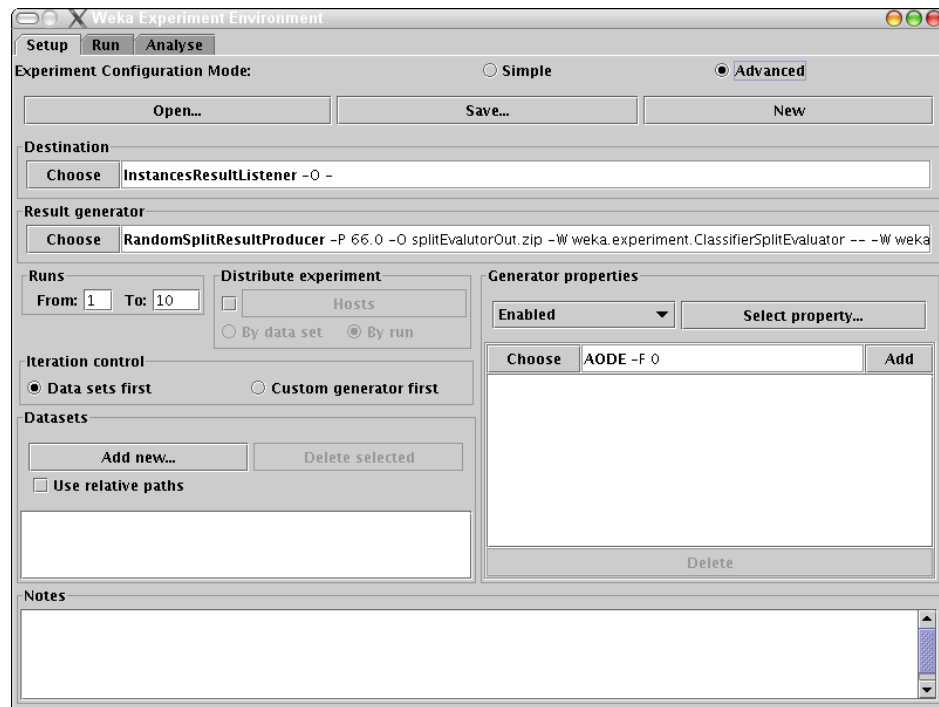 Weka Experiment Environment
Setup Run Analyse
Experiment Configuration Mode: Simple Advanced
Open... Save... New
Destination
Choose InstancesResultListener -O -
Result generator
Choose RandomSplitResultProducer -P 66.0 -O splitEvalutorOut.zip -W weka.experiment.ClassifierSplitEvaluator -- -W weka
Runs
From: 1 To: 10
Distribute experiment
Hosts
By data set By run
Generator properties
Enabled Select property...
Choose AODE -F 0 Add
Delete
Iteration control
Data sets first Custom generator first
Datasets
Add new... Delete selected
Use relative paths
Notes